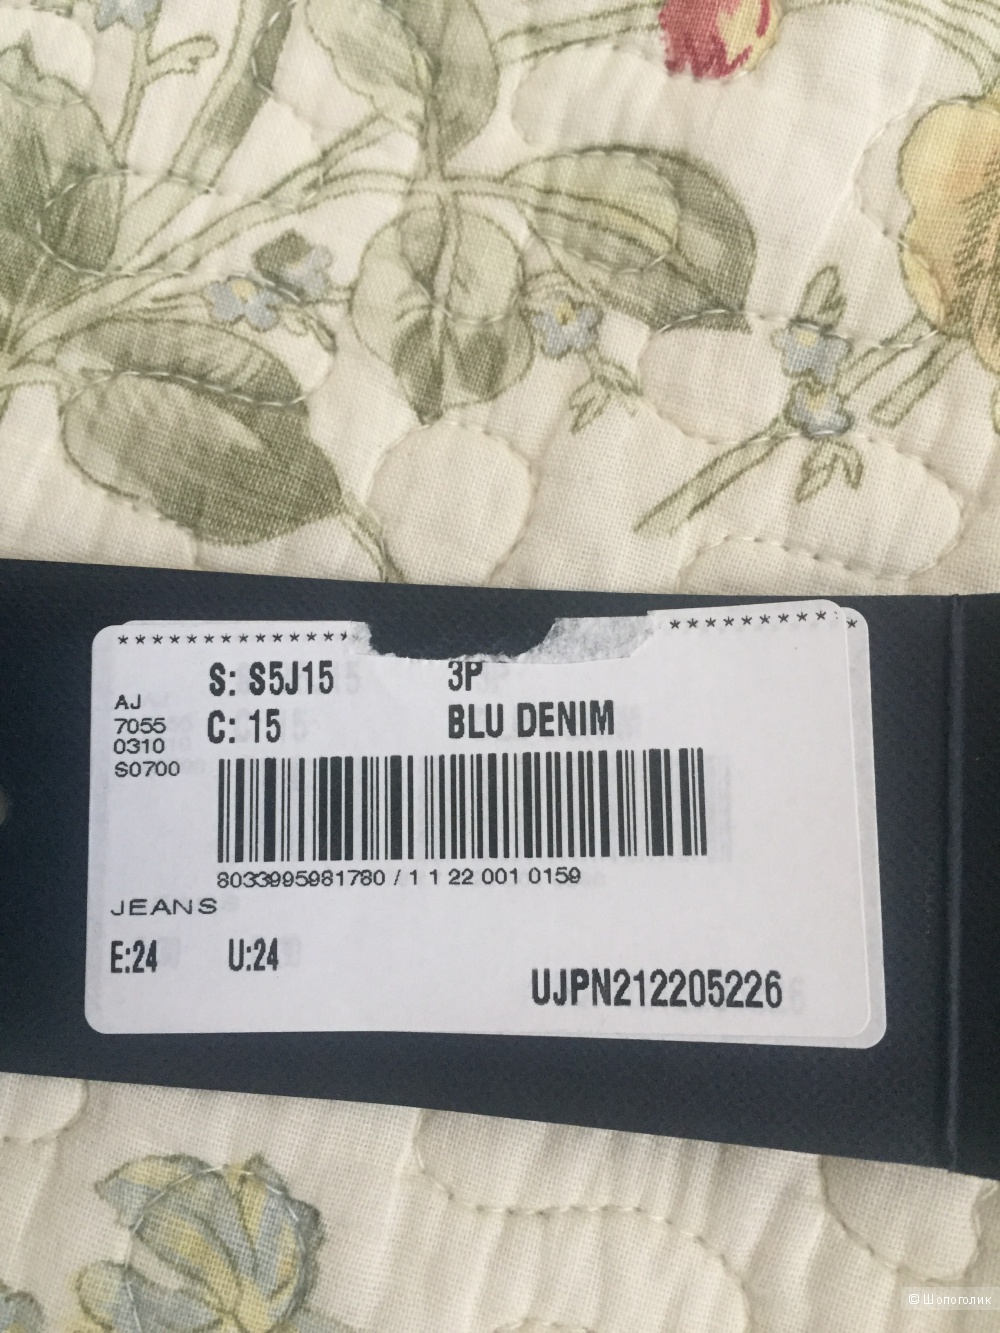 *************** **********
S: S5J15 3P
AJ
7055
0310
S0700
C: 15 BLU DENIM
8033995981780 / 1 1 22 001 0159
JEANS
E:24 U:24
UJPN212205226
© Шопоголик